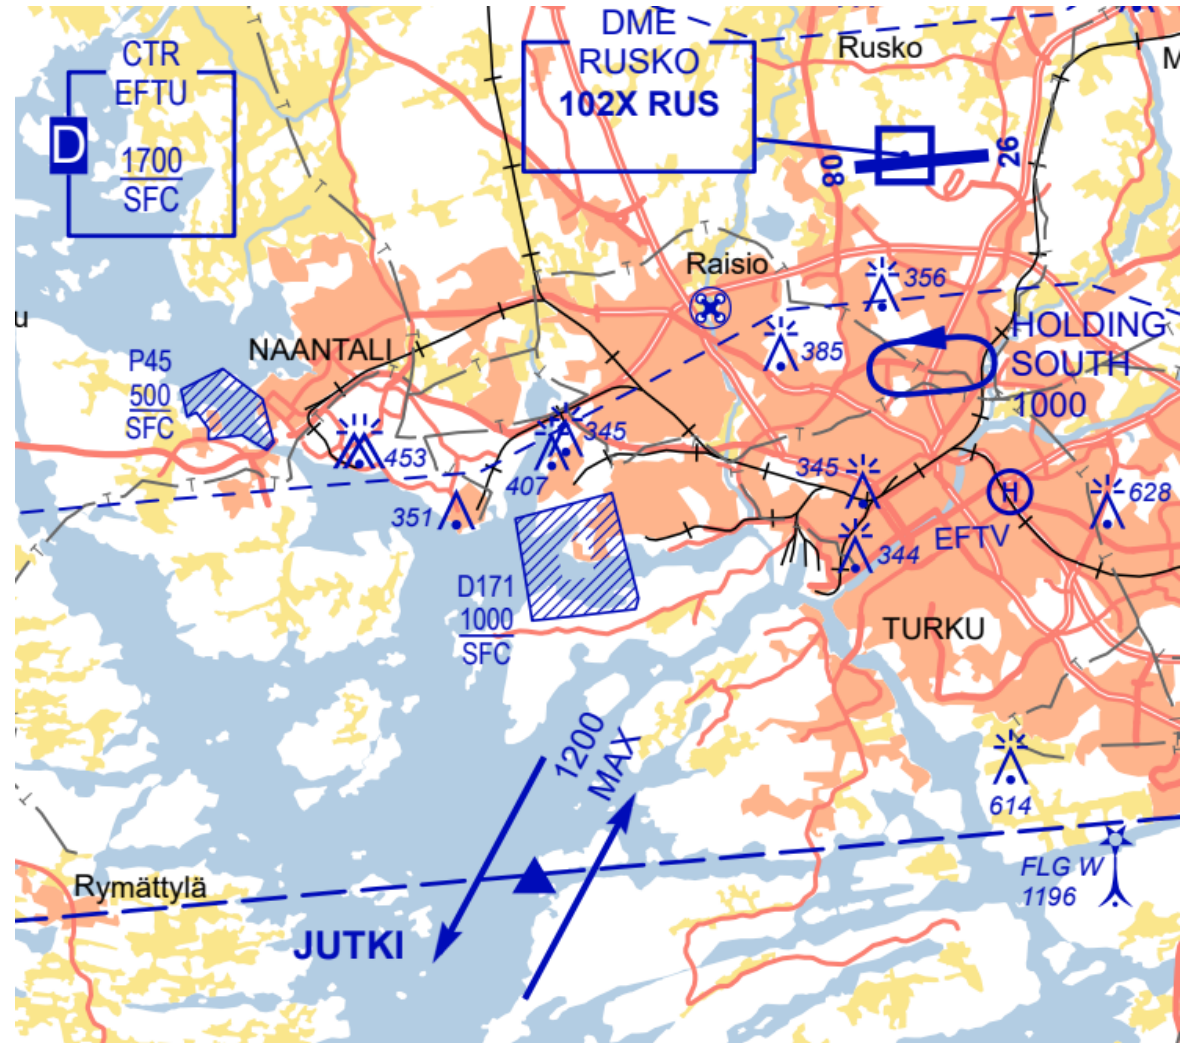 CTR
EFTU
D
1700
SFC
DME
RUSKO
102X RUS
Rusko
M
08
26
Raisio
356
385
HOLDING
SOUTH
1000
u
NAANTALI
P45
500
SFC
453
345
407
351
345
628
H
EFTV
344
D171
1000
SFC
TURKU
1200
MAX
614
FLG W
1196
Rymättylä
JUTKI